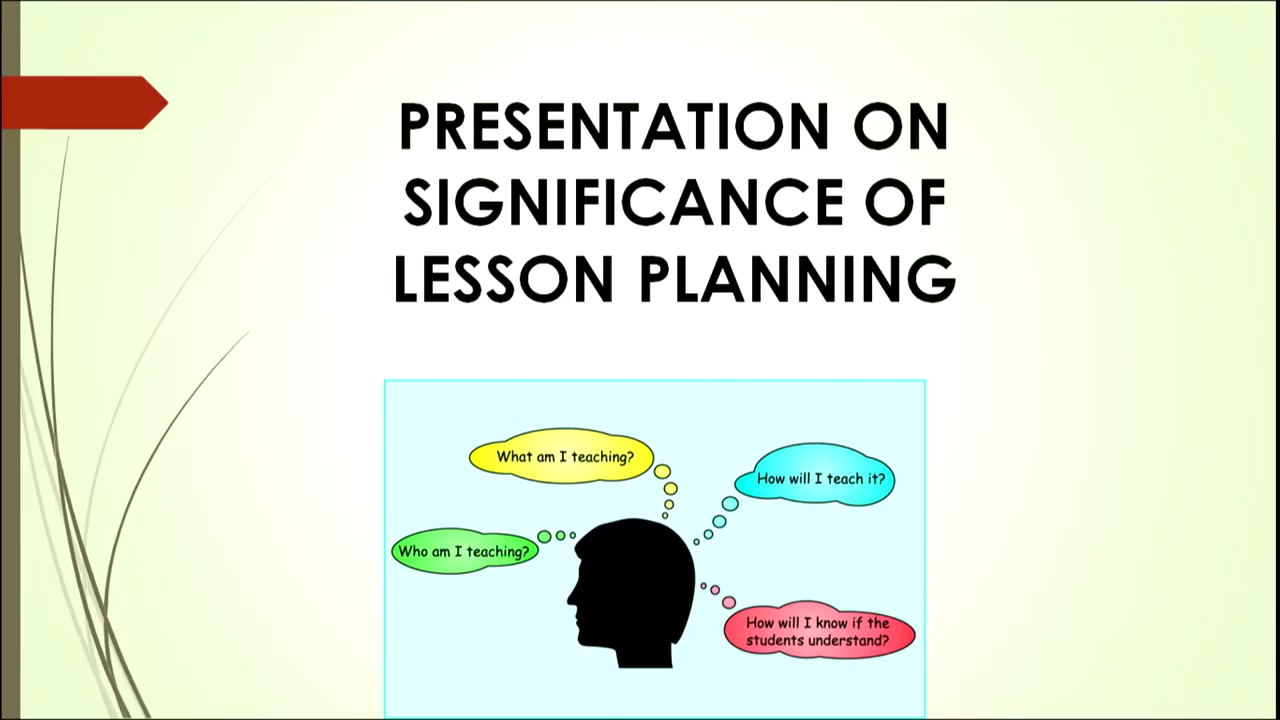 PRESENTATION ON
SIGNIFICANCE OF
LESSON PLANNING
What am I teaching?
How will I teach it?
Who am I teaching?
How will I know if the
students understand?